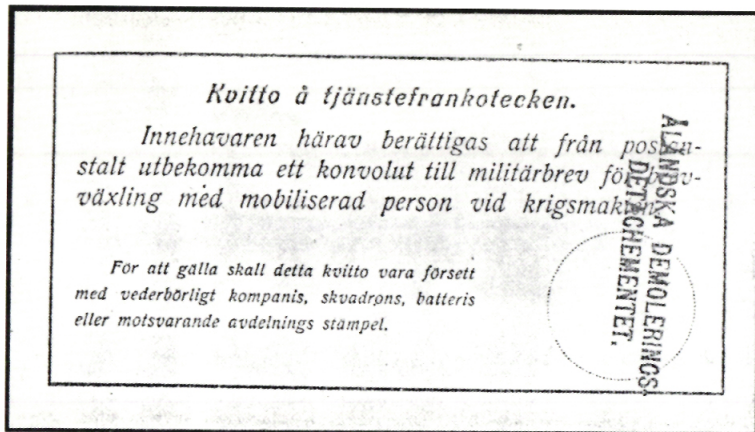 Kvitto å tjänstefrankotecken.
Innehavaren härav berättigas att från postan-
stalt utbekomma ett konvolut till militärbrev för brev-
växling med mobiliserad person vid krigsmakten.
För att gälla skall detta kvitto vara försett
med vederbörligt kompanis, skvadrons, batteris
eller motsvarande avdelnings stämpel.
ÅLÄNDSKA DEMOLERINGS-
DETACHEMENTET.